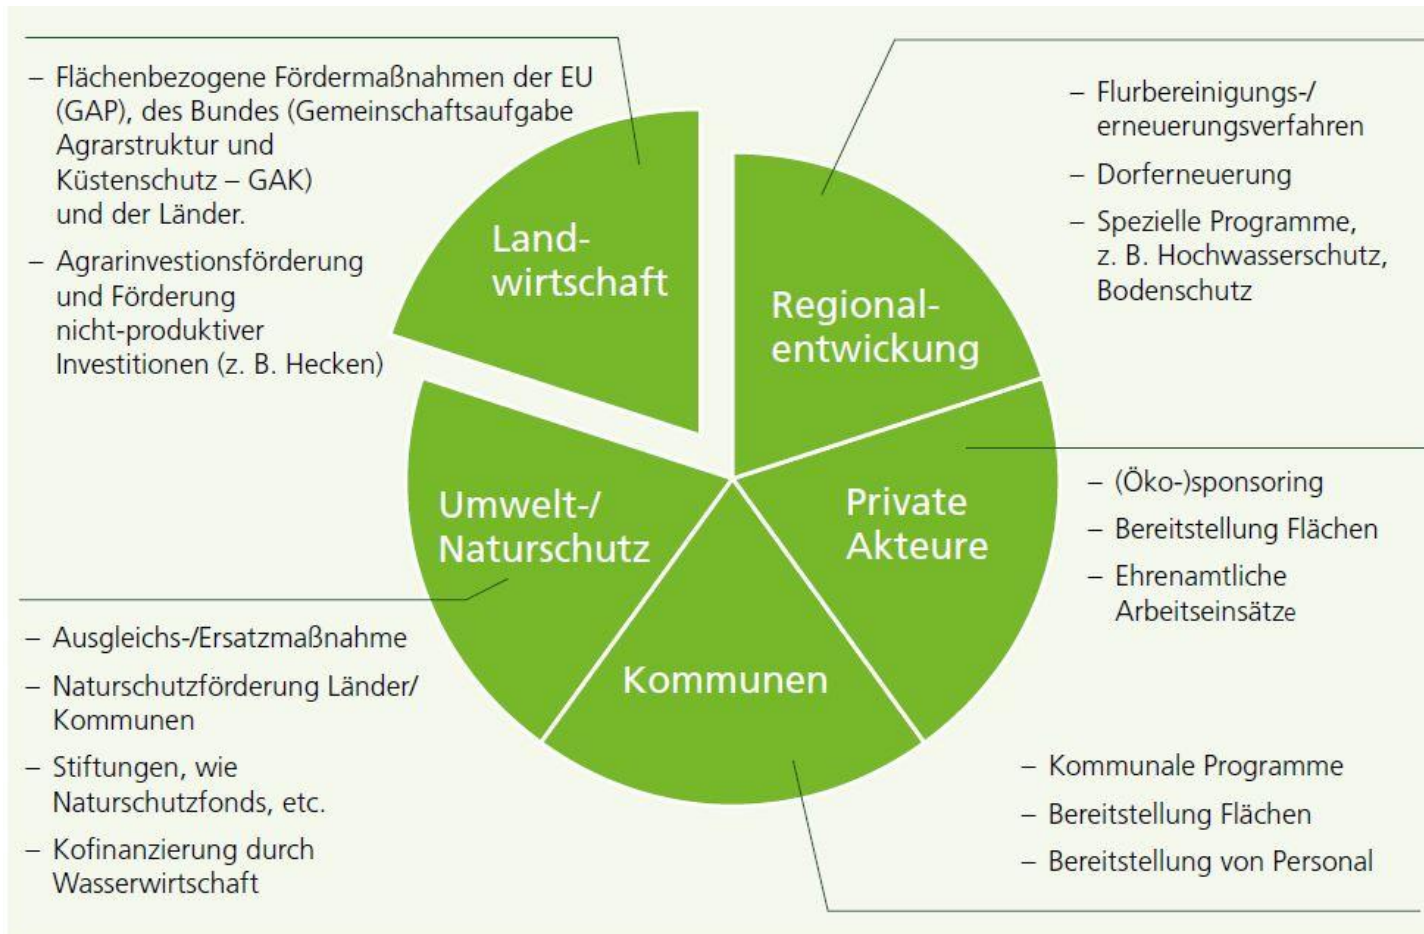 – Flächenbezogene Fördermaßnahmen der EU
(GAP), des Bundes (Gemeinschaftsaufgabe
Agrarstruktur und
Küstenschutz – GAK)
und der Länder.
– Agrarinvestionsförderung
und Förderung
nicht-produktiver
Investitionen (z. B. Hecken)
Land-
wirtschaft
– Flurbereinigungs-/
erneuerungsverfahren
– Dorferneuerung
– Spezielle Programme,
z. B. Hochwasserschutz,
Bodenschutz
Regional-
entwickung
Private
Akteure
– (Öko-)sponsoring
– Bereitstellung Flächen
– Ehrenamtliche
Arbeitseinsätze
Umwelt-/
Naturschutz
– Ausgleichs-/Ersatzmaßnahme
– Naturschutzförderung Länder/
Kommunen
– Stiftungen, wie
Naturschutzfonds, etc.
– Kofinanzierung durch
Wasserwirtschaft
Kommunen
– Kommunale Programme
– Bereitstellung Flächen
– Bereitstellung von Personal